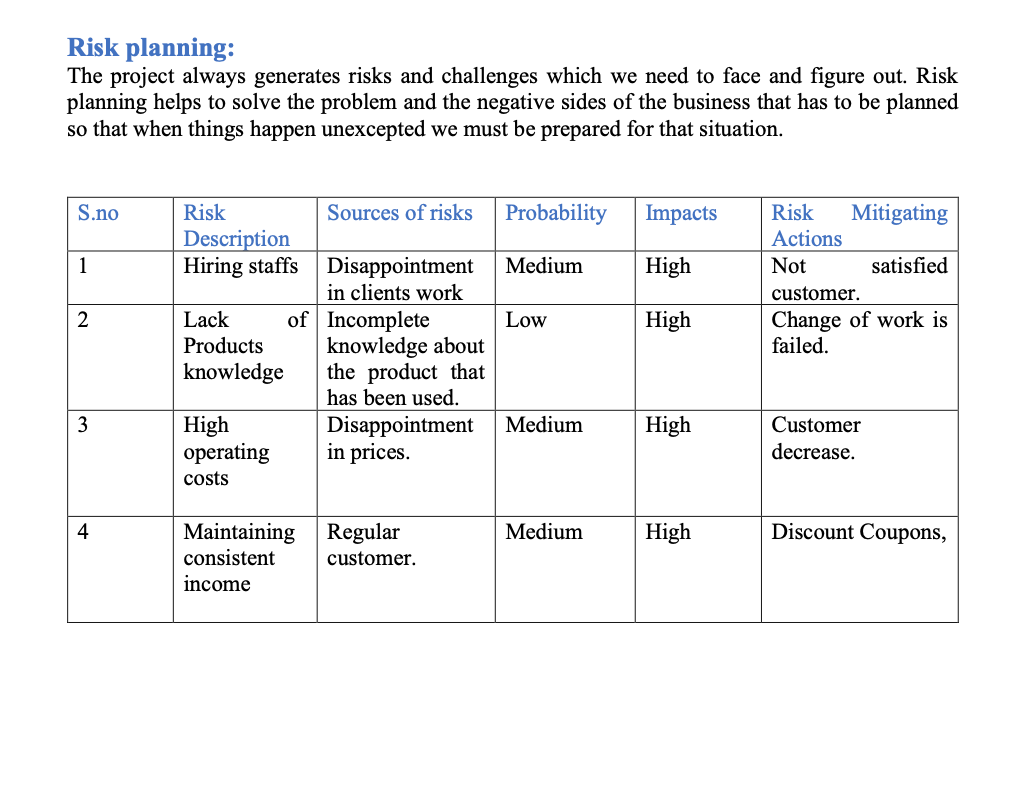 Risk planning:
The project always generates risks and challenges which we need to face and figure out. Risk
planning helps to solve the problem and the negative sides of the business that has to be planned
so that when things happen unexcepted we must be prepared for that situation.
S.no Risk Description Sources of risks Probability Impacts Risk Mitigating Actions
1 Hiring staffs Disappointment in clients work Medium High Not satisfied customer.
2 Lack of Products knowledge Incomplete knowledge about the product that has been used. Low High Change of work is failed.
3 High operating costs Disappointment in prices. Medium High Customer decrease.
4 Maintaining consistent income Regular customer. Medium High Discount Coupons,